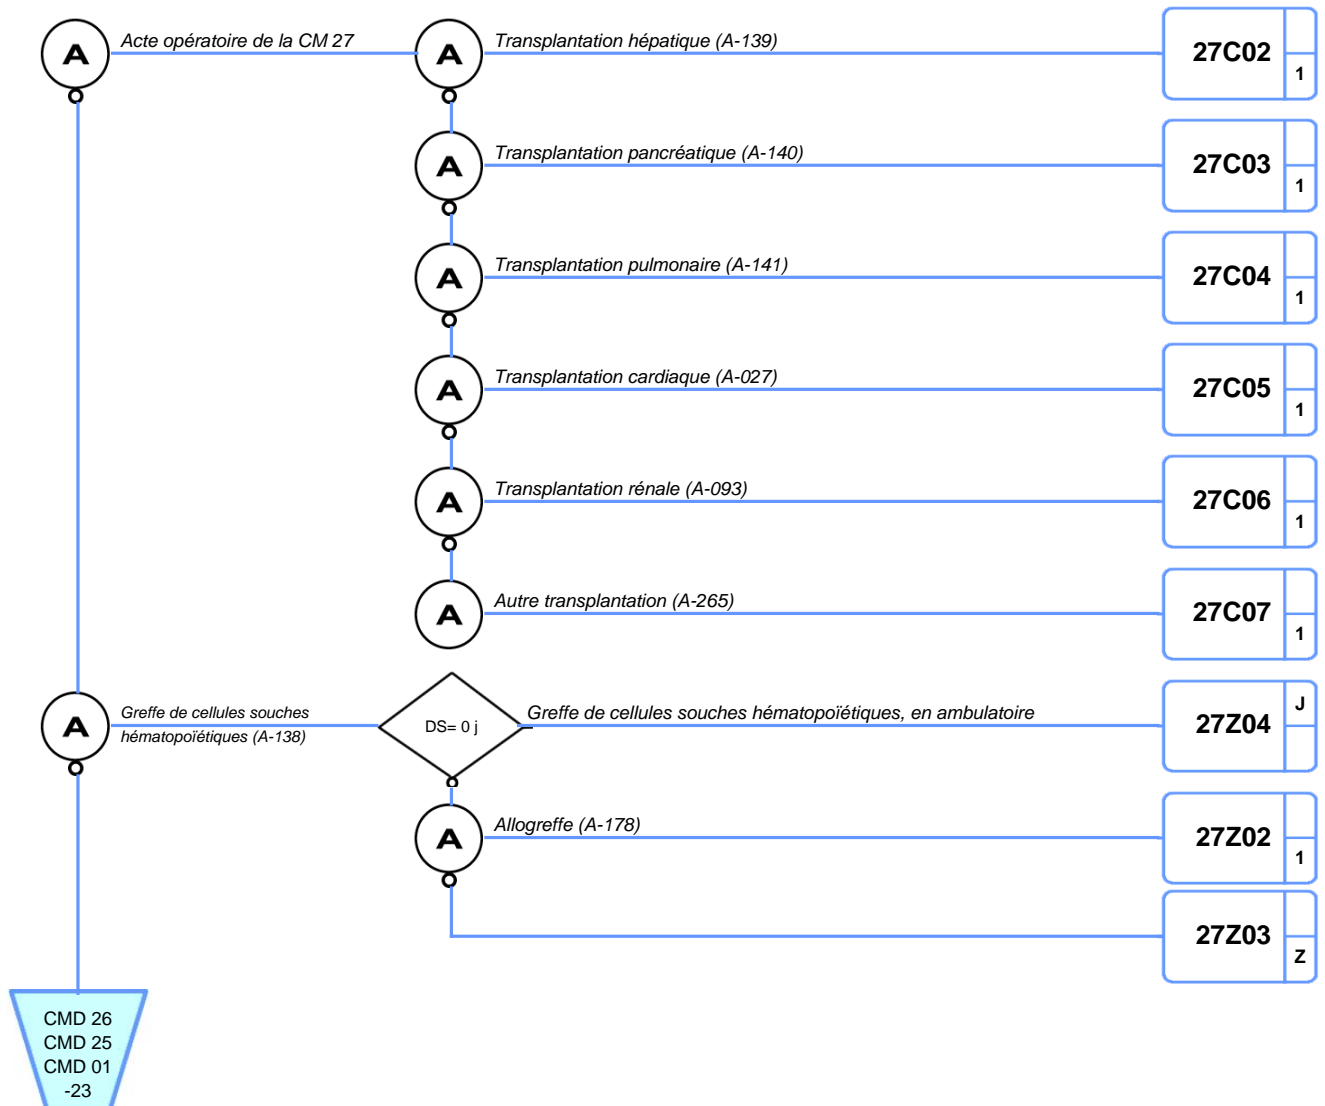 A
Acte opératoire de la CM 27
A
Transplantation hépatique (A-139)
27C02
1
A
Transplantation pancréatique (A-140)
27C03
1
A
Transplantation pulmonaire (A-141)
27C04
1
A
Transplantation cardiaque (A-027)
27C05
1
A
Transplantation rénale (A-093)
27C06
1
A
Autre transplantation (A-265)
27C07
1
A
Greffe de cellules souches
hématopoïétiques (A-138)
DS= 0 j
Greffe de cellules souches hématopoïétiques, en ambulatoire
27Z04
J
A
Allogreffe (A-178)
27Z02
1
27Z03
Z
CMD 26
CMD 25
CMD 01
-23